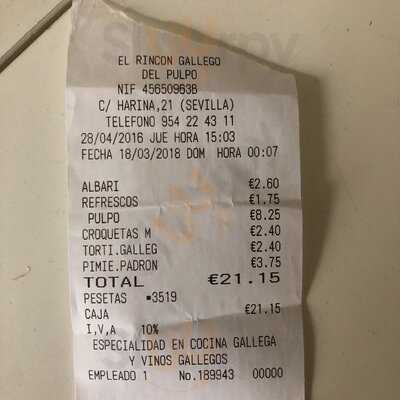 EL RINCON GALLEGO
DEL PULPO
NIF 45650963B
C/ HARINA,21 (SEVILLA)
TELEFONO 954 22 43 11
28/04/2016 JUE HORA 15:03
FECHA 18/03/2018 DOM HORA 00:07
ALBARI €2.60
REFRESCOS €1.75
PULPO €8.25
CROQUETAS M €2.40
TORTI.GALLEG €2.40
PIMIE.PADRON €3.75
TOTAL €21.15
PESETAS *3519
CAJA €21.15
I,V,A 10%
ESPECIALIDAD EN COCINA GALLEGA
Y VINOS GALLEGOS
EMPLEADO 1 No.189943 00000